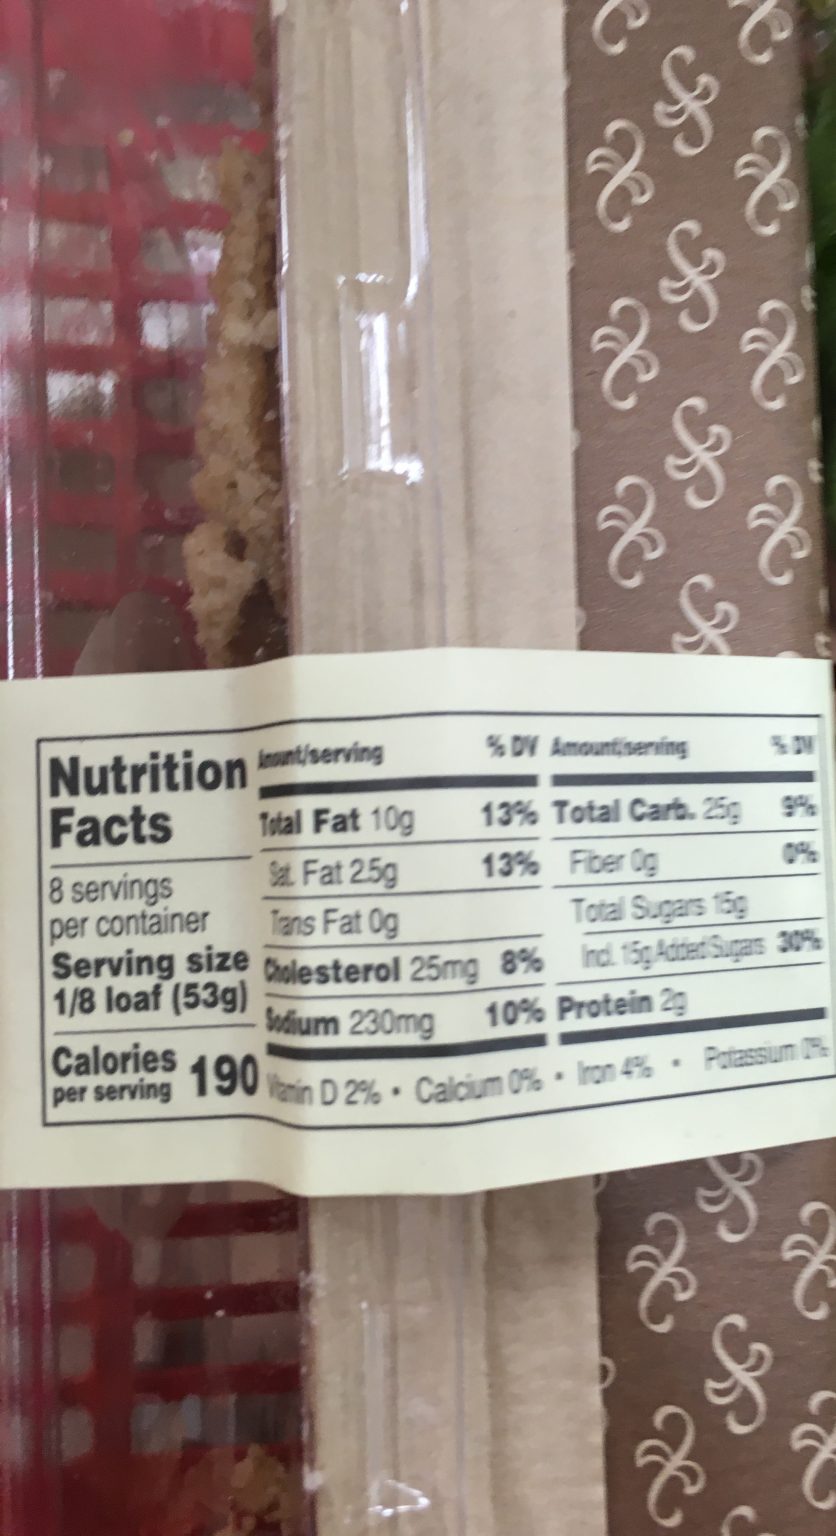 Nutrition
Facts
8 servings
per container
Serving size
1/8 loaf (53g)
Calories
per serving 190
Amount/serving % DV
Total Fat 10g 13%
Sat. Fat 2.5g 13%
Trans Fat 0g
Cholesterol 25mg 8%
Sodium 230mg 10%
Amount/serving % DV
Total Carb. 25g 9%
Fiber 0g 0%
Total Sugars 15g
Incl. 15g Added Sugars 30%
Protein 2g
Vitamin D 2% • Calcium 0% • Iron 4% • Potassium 0%